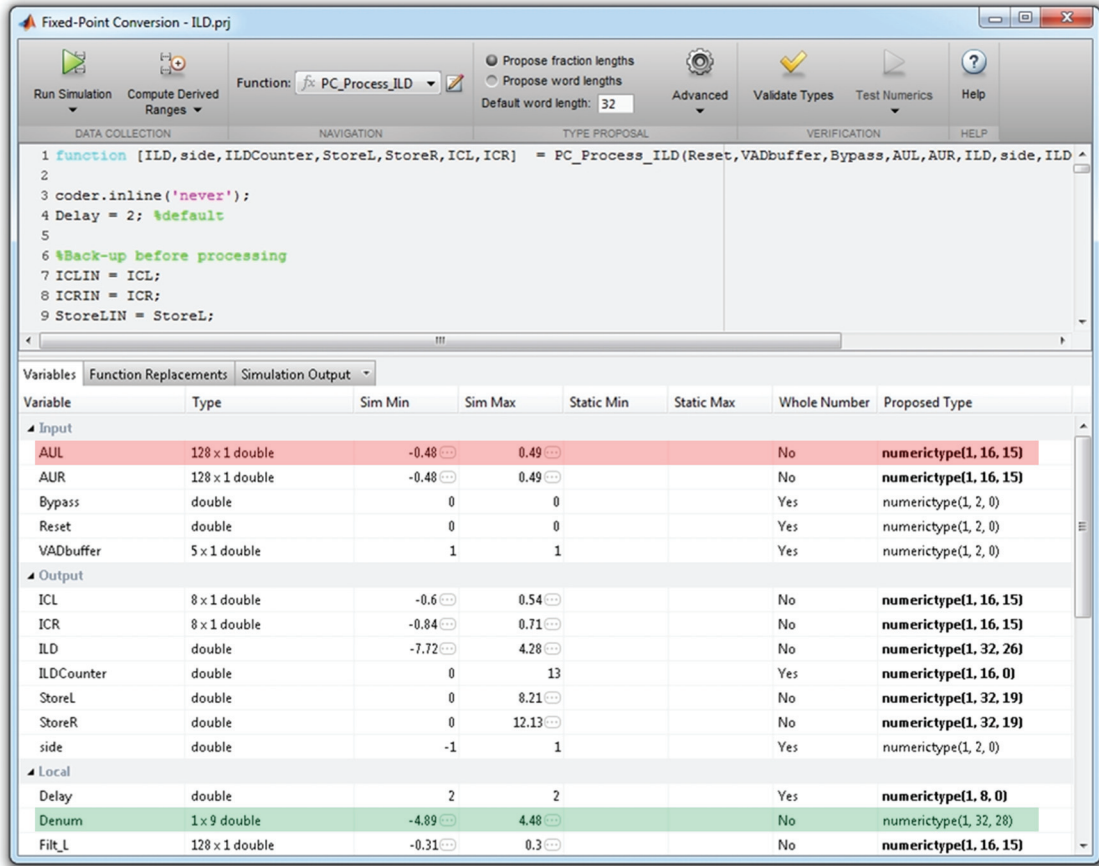 Fixed-Point Conversion - ILD.prj
Run Simulation
Compute Derived
Ranges
Function:
fx PC_Process_ILD
Propose fraction lengths
Propose word lengths
Default word length: 32
Advanced
Validate Types
Test Numerics
Help
DATA COLLECTION NAVIGATION TYPE PROPOSAL VERIFICATION HELP
1 function [ILD,side,ILDCounter,StoreL,StoreR,ICL,ICR] = PC_Process_ILD(Reset,VADbuffer,Bypass,AUL,AUR,ILD,side,ILD
2
3 coder.inline('never');
4 Delay = 2; %default
5
6 %Back-up before processing
7 ICLIN = ICL;
8 ICRIN = ICR;
9 StoreLIN = StoreL;
Variables Function Replacements Simulation Output
Variable Type Sim Min Sim Max Static Min Static Max Whole Number Proposed Type
Input
AUL 128 x 1 double -0.48 0.49 No numerictype(1, 16, 15)
AUR 128 x 1 double -0.48 0.49 No numerictype(1, 16, 15)
Bypass double 0 0 Yes numerictype(1, 2, 0)
Reset double 0 0 Yes numerictype(1, 2, 0)
VADbuffer 5 x 1 double 1 1 Yes numerictype(1, 2, 0)
Output
ICL 8 x 1 double -0.6 0.54 No numerictype(1, 16, 15)
ICR 8 x 1 double -0.84 0.71 No numerictype(1, 16, 15)
ILD double -7.72 4.28 No numerictype(1, 32, 26)
ILDCounter double 0 13 Yes numerictype(1, 16, 0)
StoreL double 0 8.21 No numerictype(1, 32, 19)
StoreR double 0 12.13 No numerictype(1, 32, 19)
side double -1 1 Yes numerictype(1, 2, 0)
Local
Delay double 2 2 Yes numerictype(1, 8, 0)
Denum 1 x 9 double -4.89 4.48 No numerictype(1, 32, 28)
Filt_L 128 x 1 double -0.31 0.3 No numerictype(1, 16, 15)